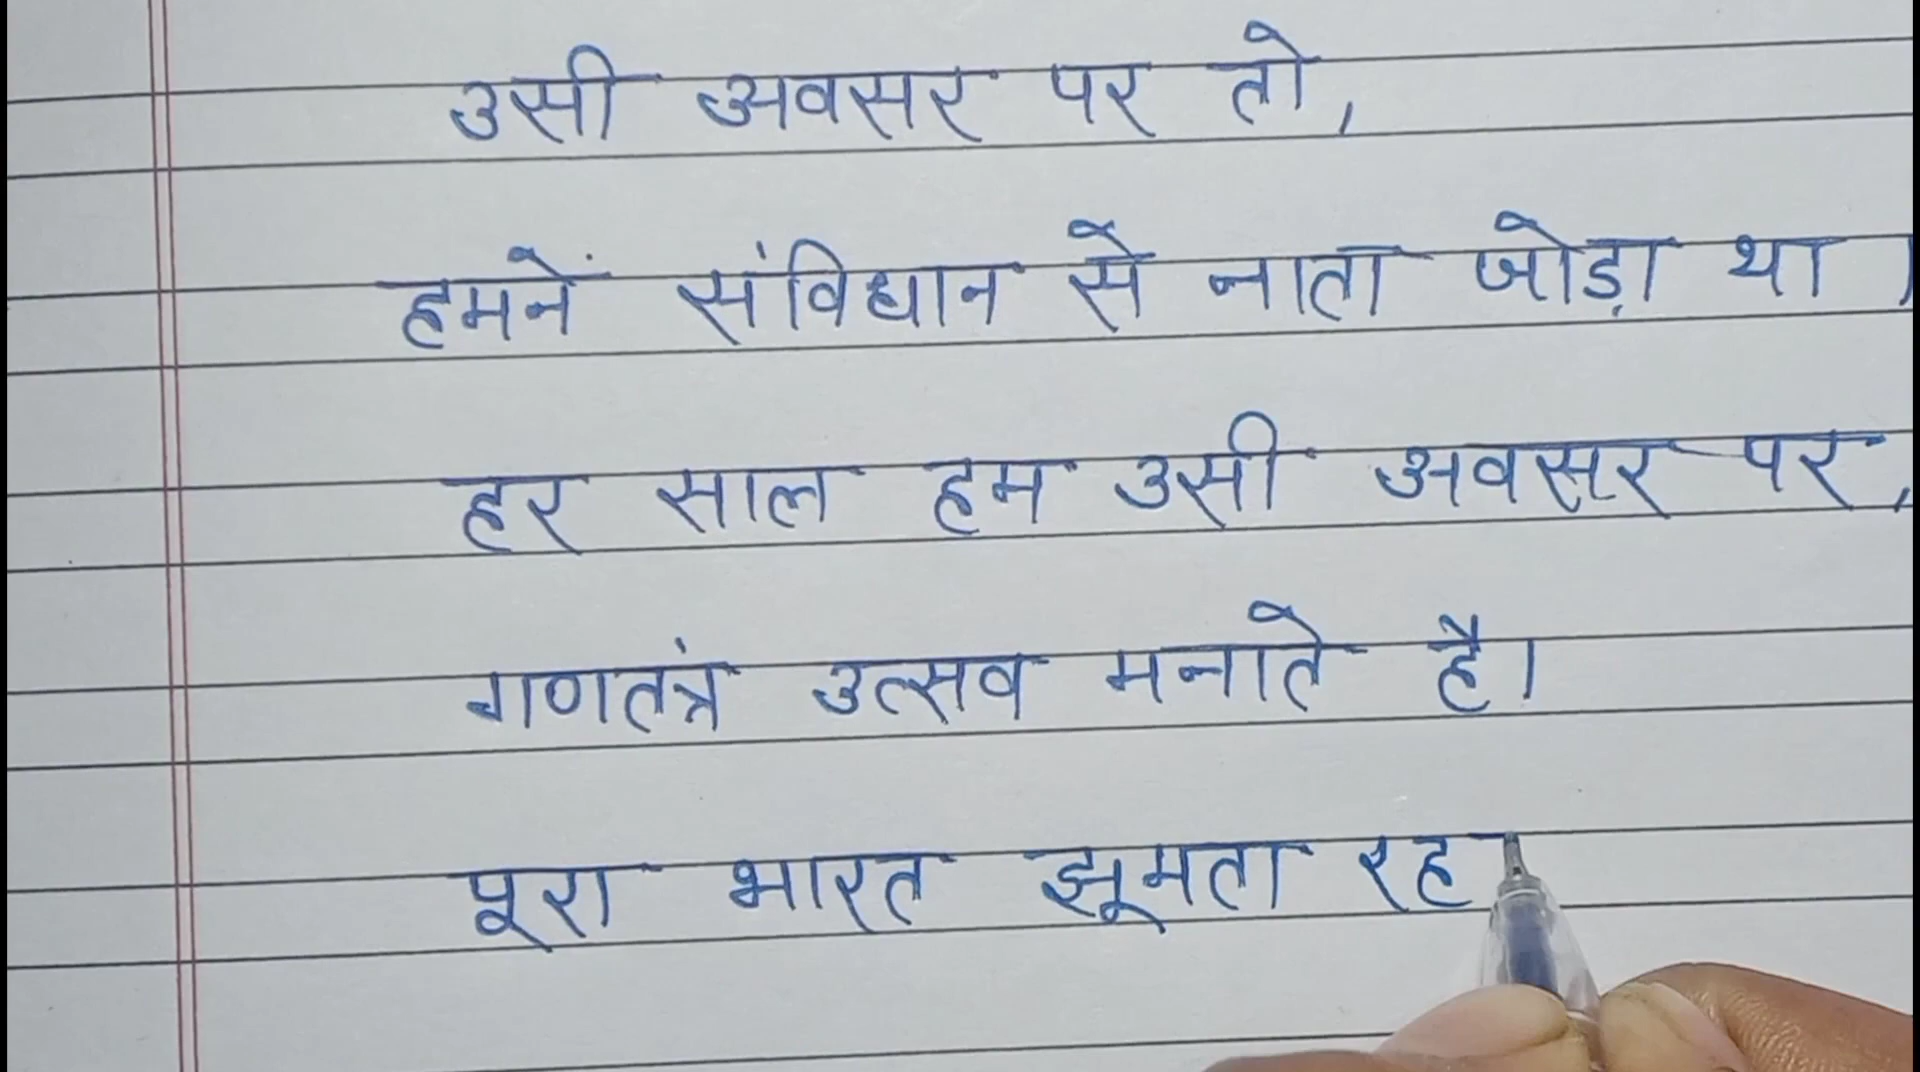 उसी अवसर पर तो,
हमनें संविधान से नाता जोड़ा था।
हर साल हम उसी अवसर पर,
गणतंत्र उत्सव मनाते है।
पूरा भारत झूमता रह